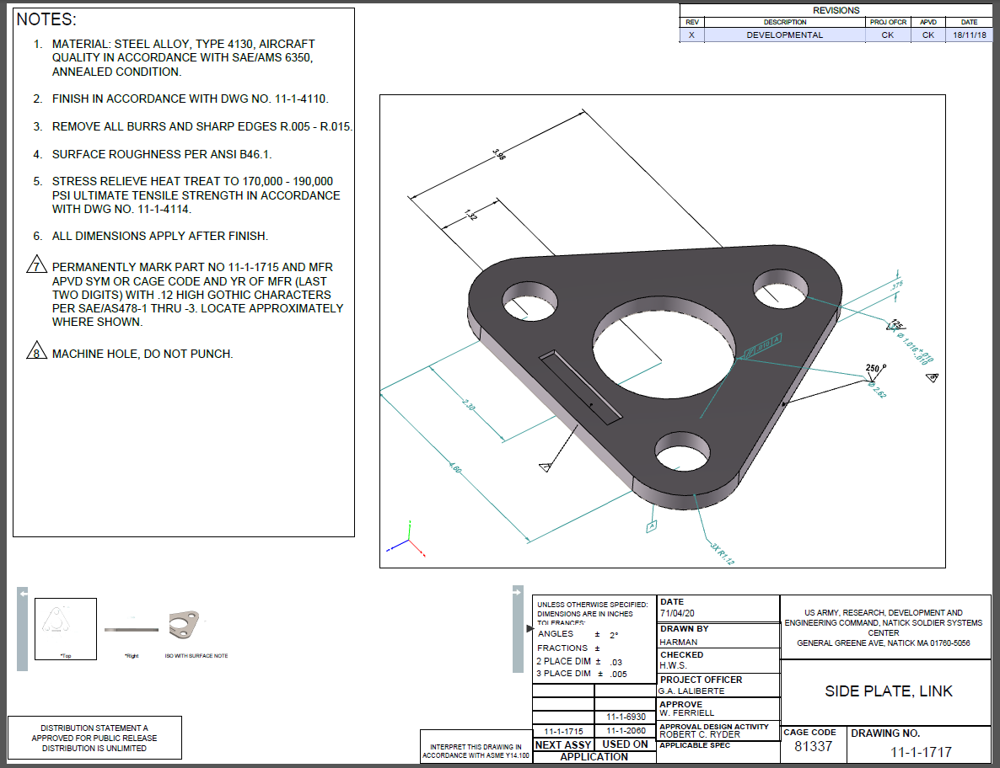 NOTES:
1. MATERIAL: STEEL ALLOY, TYPE 4130, AIRCRAFT
QUALITY IN ACCORDANCE WITH SAE/AMS 6350,
ANNEALED CONDITION.
2. FINISH IN ACCORDANCE WITH DWG NO. 11-1-4110.
3. REMOVE ALL BURRS AND SHARP EDGES R.005 - R.015.
4. SURFACE ROUGHNESS PER ANSI B46.1.
5. STRESS RELIEVE HEAT TREAT TO 170,000 - 190,000
PSI ULTIMATE TENSILE STRENGTH IN ACCORDANCE
WITH DWG NO. 11-1-4114.
6. ALL DIMENSIONS APPLY AFTER FINISH.
7 PERMANENTLY MARK PART NO 11-1-1715 AND MFR
APVD SYM OR CAGE CODE AND YR OF MFR (LAST
TWO DIGITS) WITH .12 HIGH GOTHIC CHARACTERS
PER SAE/AS478-1 THRU -3. LOCATE APPROXIMATELY
WHERE SHOWN.
8 MACHINE HOLE, DO NOT PUNCH.
REVISIONS
REV DESCRIPTION PROJ OFCR APVD DATE
X DEVELOPMENTAL CK CK 18/11/18
3.98
1.32
.375
125
3X Ø 1.016 +.010 -.010
8
250
Ø 2.62
// .010 A
2.30
4.60
7
A
3X R1.12
*Top
*Right
ISO WITH SURFACE NOTE
DISTRIBUTION STATEMENT A
APPROVED FOR PUBLIC RELEASE
DISTRIBUTION IS UNLIMITED
INTERPRET THIS DRAWING IN
ACCORDANCE WITH ASME Y14.100
UNLESS OTHERWISE SPECIFIED:
DIMENSIONS ARE IN INCHES
TOLERANCES:
ANGLES ± 2°
FRACTIONS ±
2 PLACE DIM ± .03
3 PLACE DIM ± .005
11-1-6930
11-1-1715 11-1-2060
NEXT ASSY USED ON
APPLICATION
DATE
71/04/20
DRAWN BY
HARMAN
CHECKED
H.W.S.
PROJECT OFFICER
G.A. LALIBERTE
APPROVE
W. FERRIELL
APPROVAL DESIGN ACTIVITY
ROBERT C. RYDER
APPLICABLE SPEC
US ARMY, RESEARCH, DEVELOPMENT AND
ENGINEERING COMMAND, NATICK SOLDIER SYSTEMS
CENTER
GENERAL GREENE AVE, NATICK MA 01760-5056
SIDE PLATE, LINK
CAGE CODE
81337
DRAWING NO.
11-1-1717